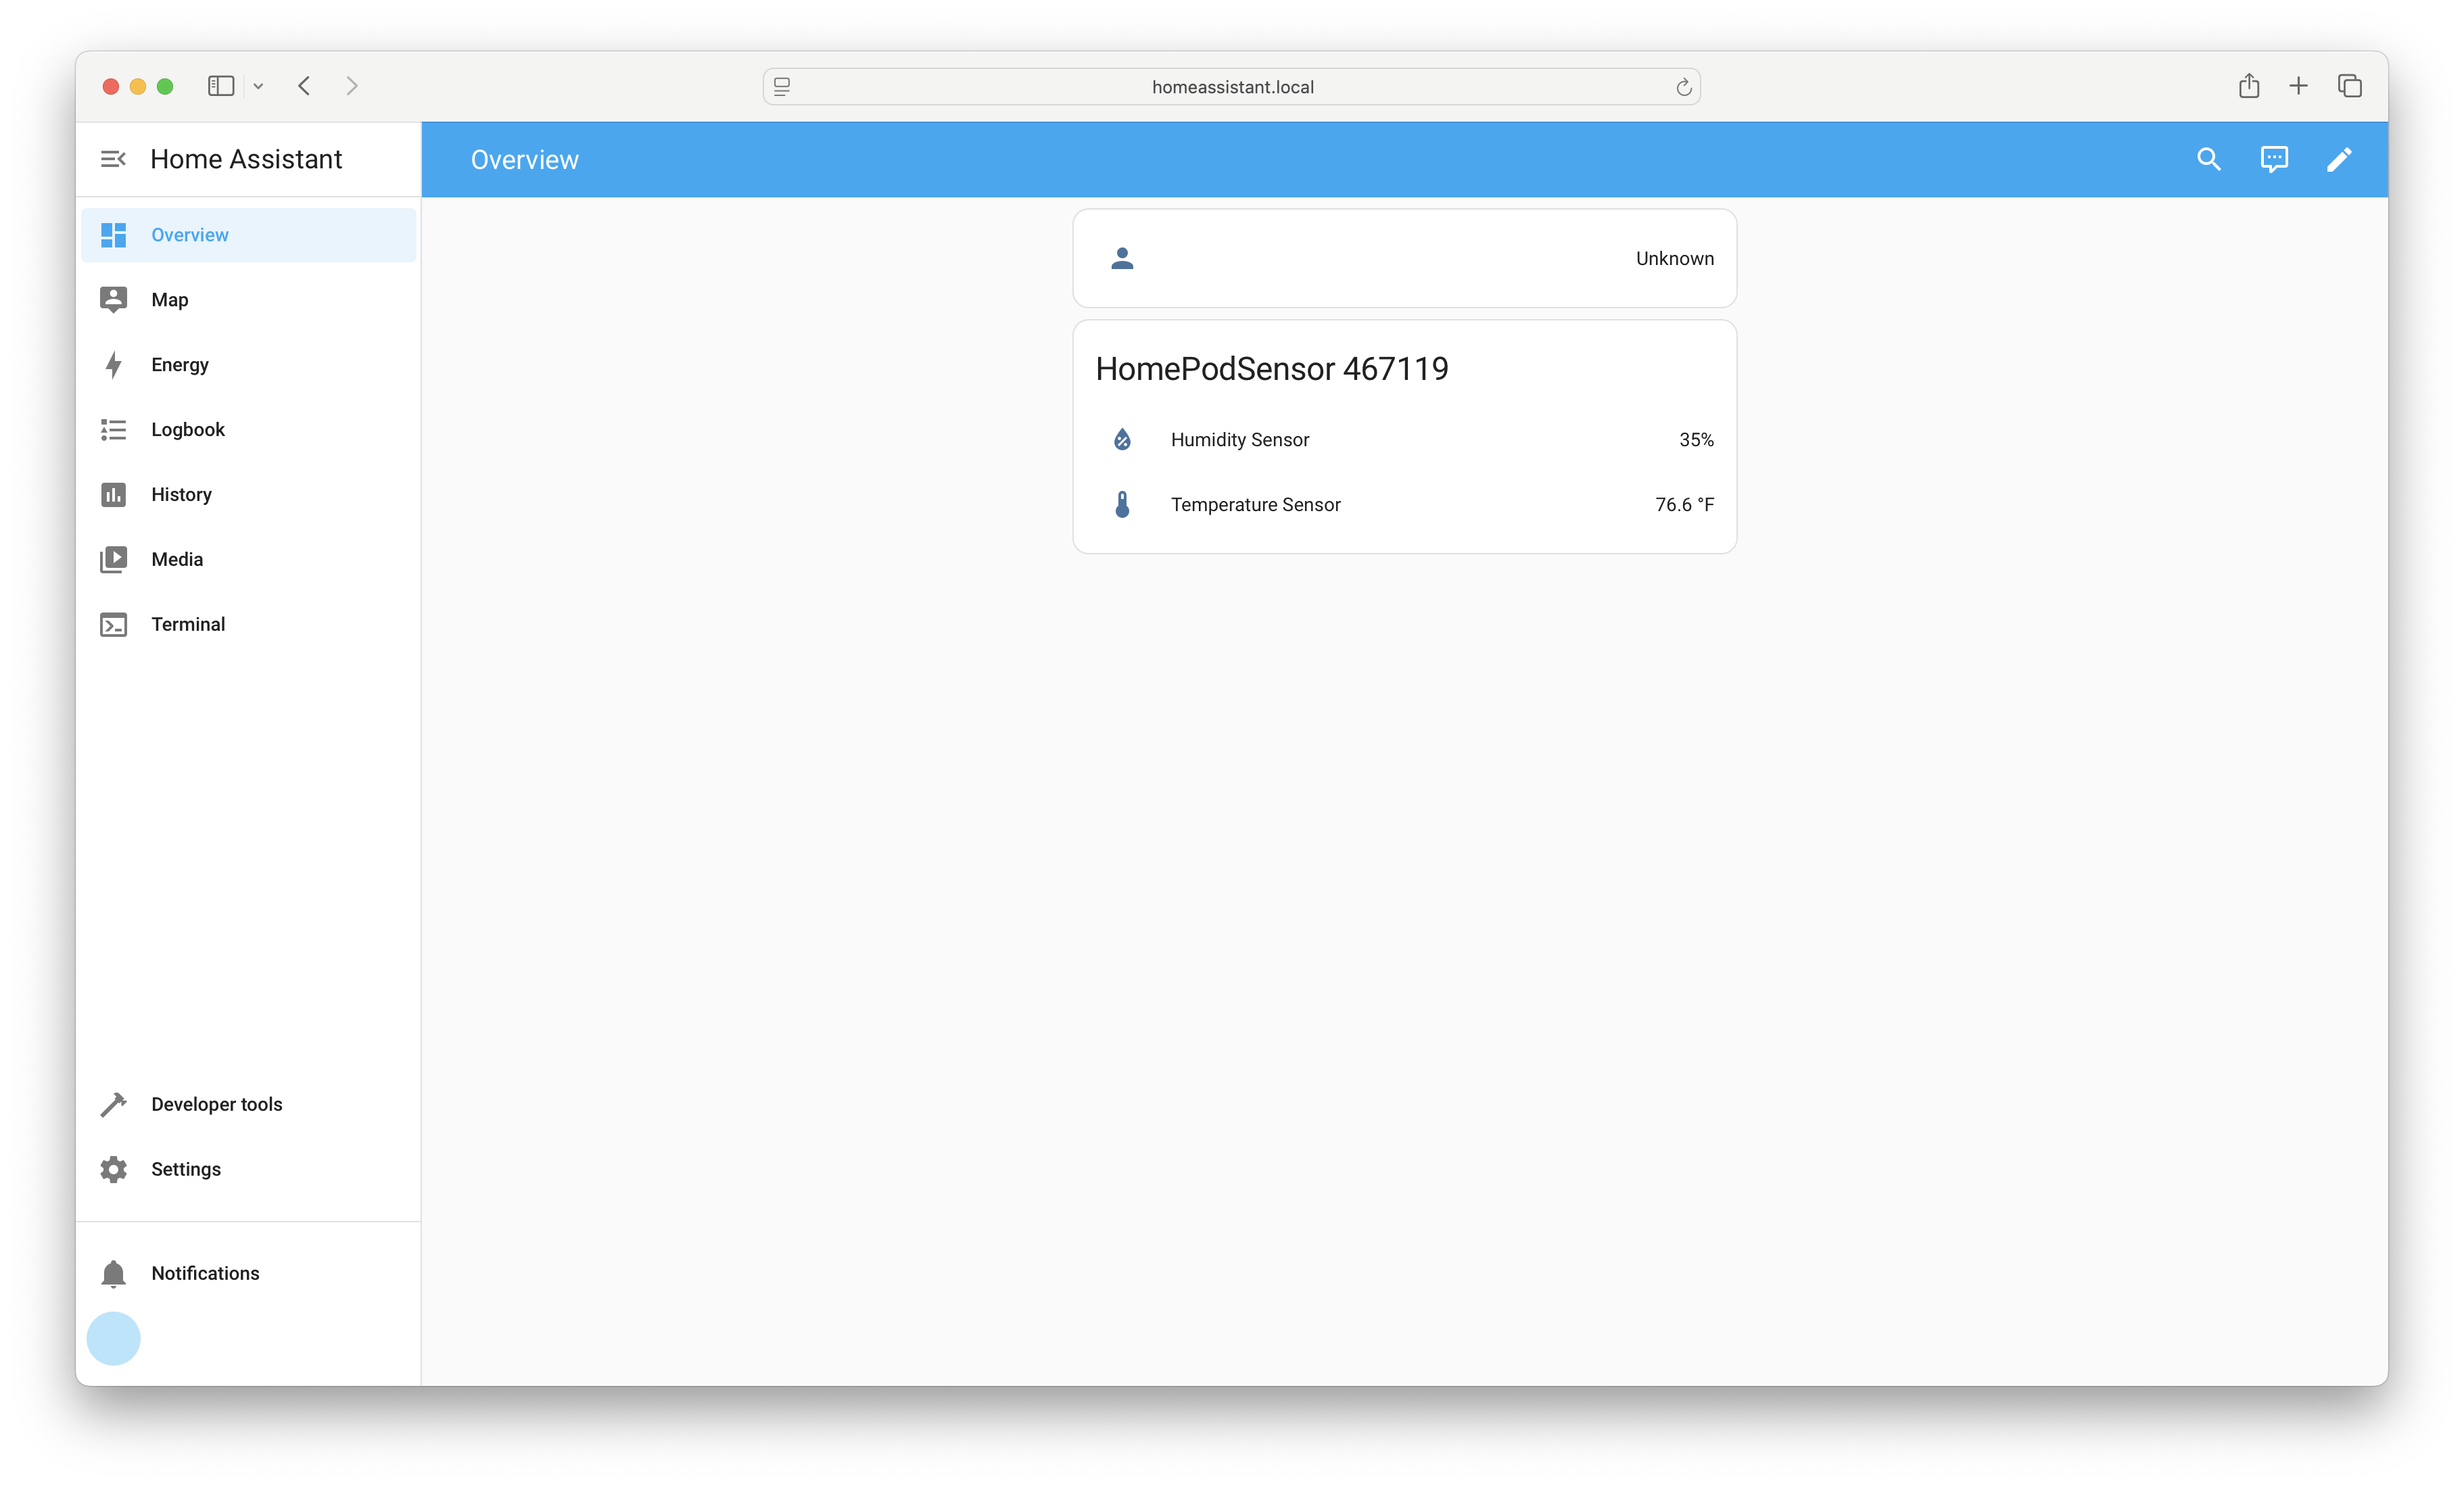 homeassistant.local
Home Assistant
Overview
Overview
Map
Energy
Logbook
History
Media
Terminal
Developer tools
Settings
Notifications
Unknown
HomePodSensor 467119
Humidity Sensor 35%
Temperature Sensor 76.6 °F